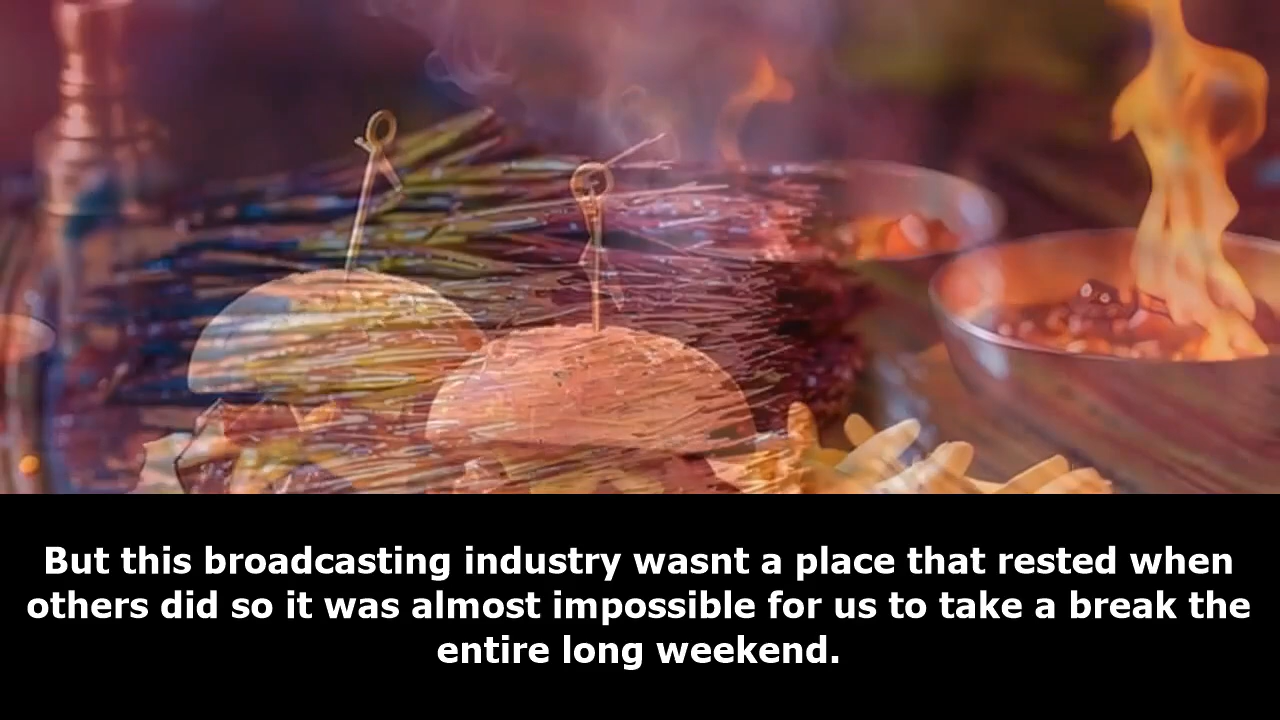 But this broadcasting industry wasnt a place that rested when
others did so it was almost impossible for us to take a break the
entire long weekend.